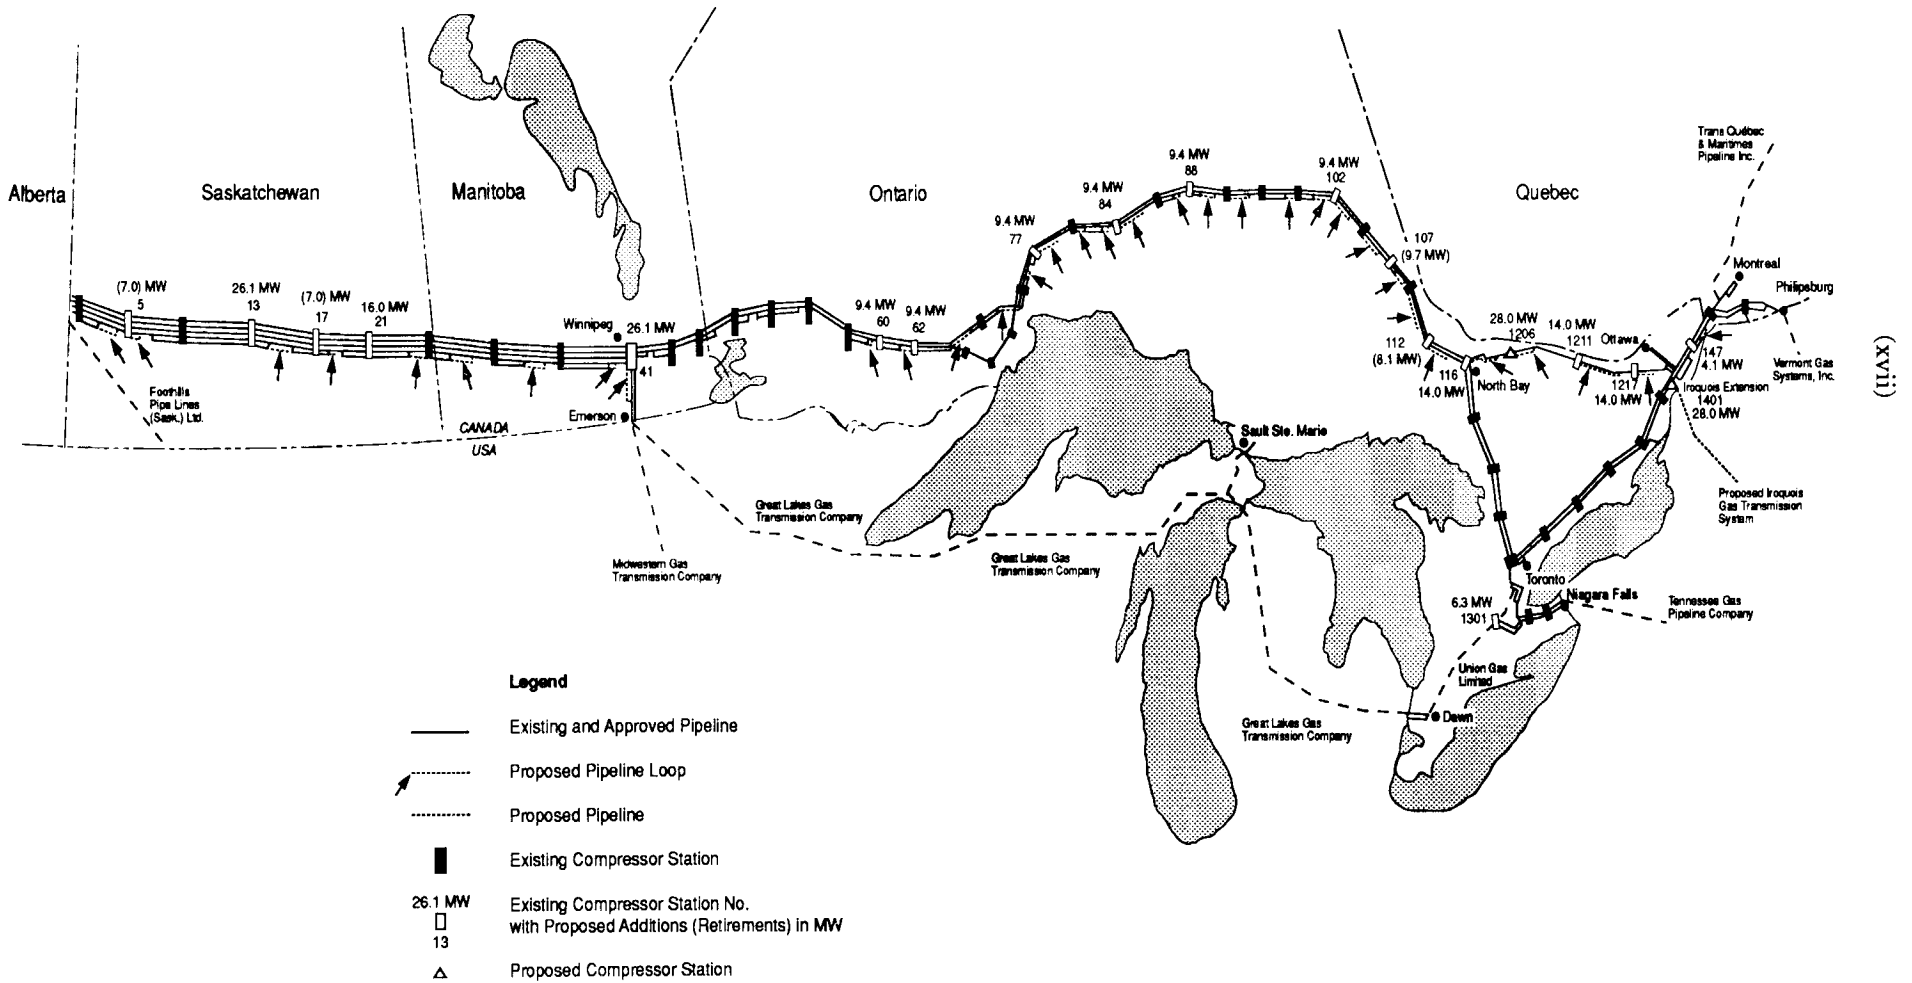 Alberta
Saskatchewan
Manitoba
Ontario
Quebec
(7.0) MW
5
26.1 MW
13
(7.0) MW
17
16.0 MW
21
Winnipeg
26.1 MW
41
Emerson
CANADA
USA
Foothills
Pipe Lines
(Sask.) Ltd.
9.4 MW
60
9.4 MW
62
9.4 MW
77
9.4 MW
84
9.4 MW
88
9.4 MW
102
107
(9.7 MW)
112
(8.1 MW)
116
14.0 MW
North Bay
28.0 MW
1206
14.0 MW
1211
Ottawa
1217
14.0 MW
147
4.1 MW
Iroquois Extension
1401
28.0 MW
Trans Québec
& Maritimes
Pipeline Inc.
Montreal
Philipsburg
Vermont Gas
Systems, Inc.
Proposed Iroquois
Gas Transmission
System
Sault Ste. Marie
Great Lakes Gas
Transmission Company
Midwestern Gas
Transmission Company
Great Lakes Gas
Transmission Company
Toronto
Niagara Falls
6.3 MW
1301
Tennessee Gas
Pipeline Company
Union Gas
Limited
Dawn
Great Lakes Gas
Transmission Company
(xvii)
Legend
Existing and Approved Pipeline
Proposed Pipeline Loop
Proposed Pipeline
Existing Compressor Station
26.1 MW
13
Existing Compressor Station No.
with Proposed Additions (Retirements) in MW
Proposed Compressor Station